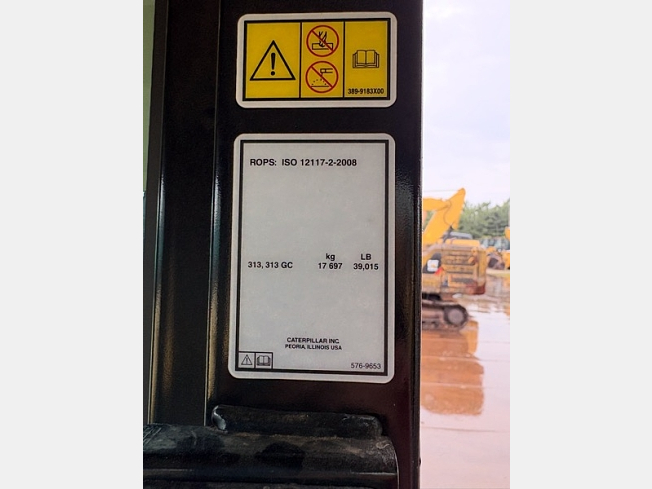 389-9183X00
ROPS: ISO 12117-2-2008
kg LB
313, 313 GC 17 697 39,015
CATERPILLAR INC.
PEORIA, ILLINOIS USA
576-9653